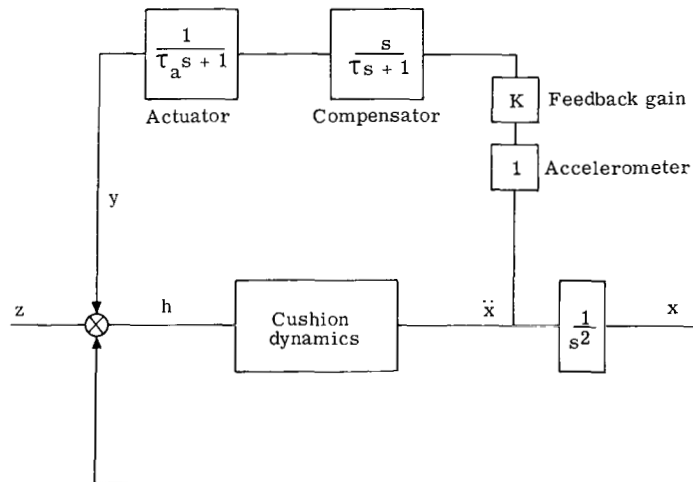 1
τₐs + 1
Actuator
s
τs + 1
Compensator
K
Feedback gain
1
Accelerometer
y
z
h
Cushion
dynamics
ẍ
1
s²
x